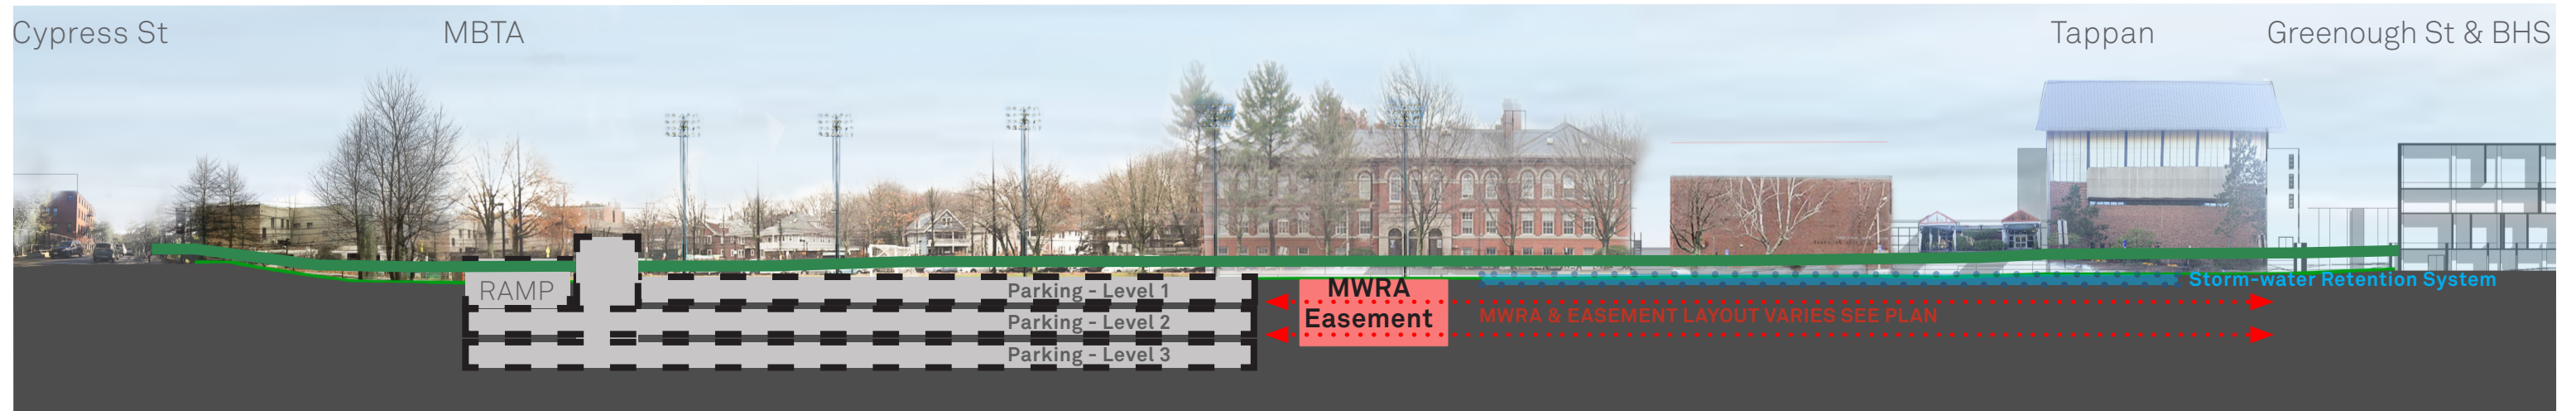 Cypress St
MBTA
Tappan
Greenough St & BHS
RAMP
Parking - Level 1
Parking - Level 2
Parking - Level 3
MWRA
Easement
MWRA & EASEMENT LAYOUT VARIES SEE PLAN
Storm-water Retention System